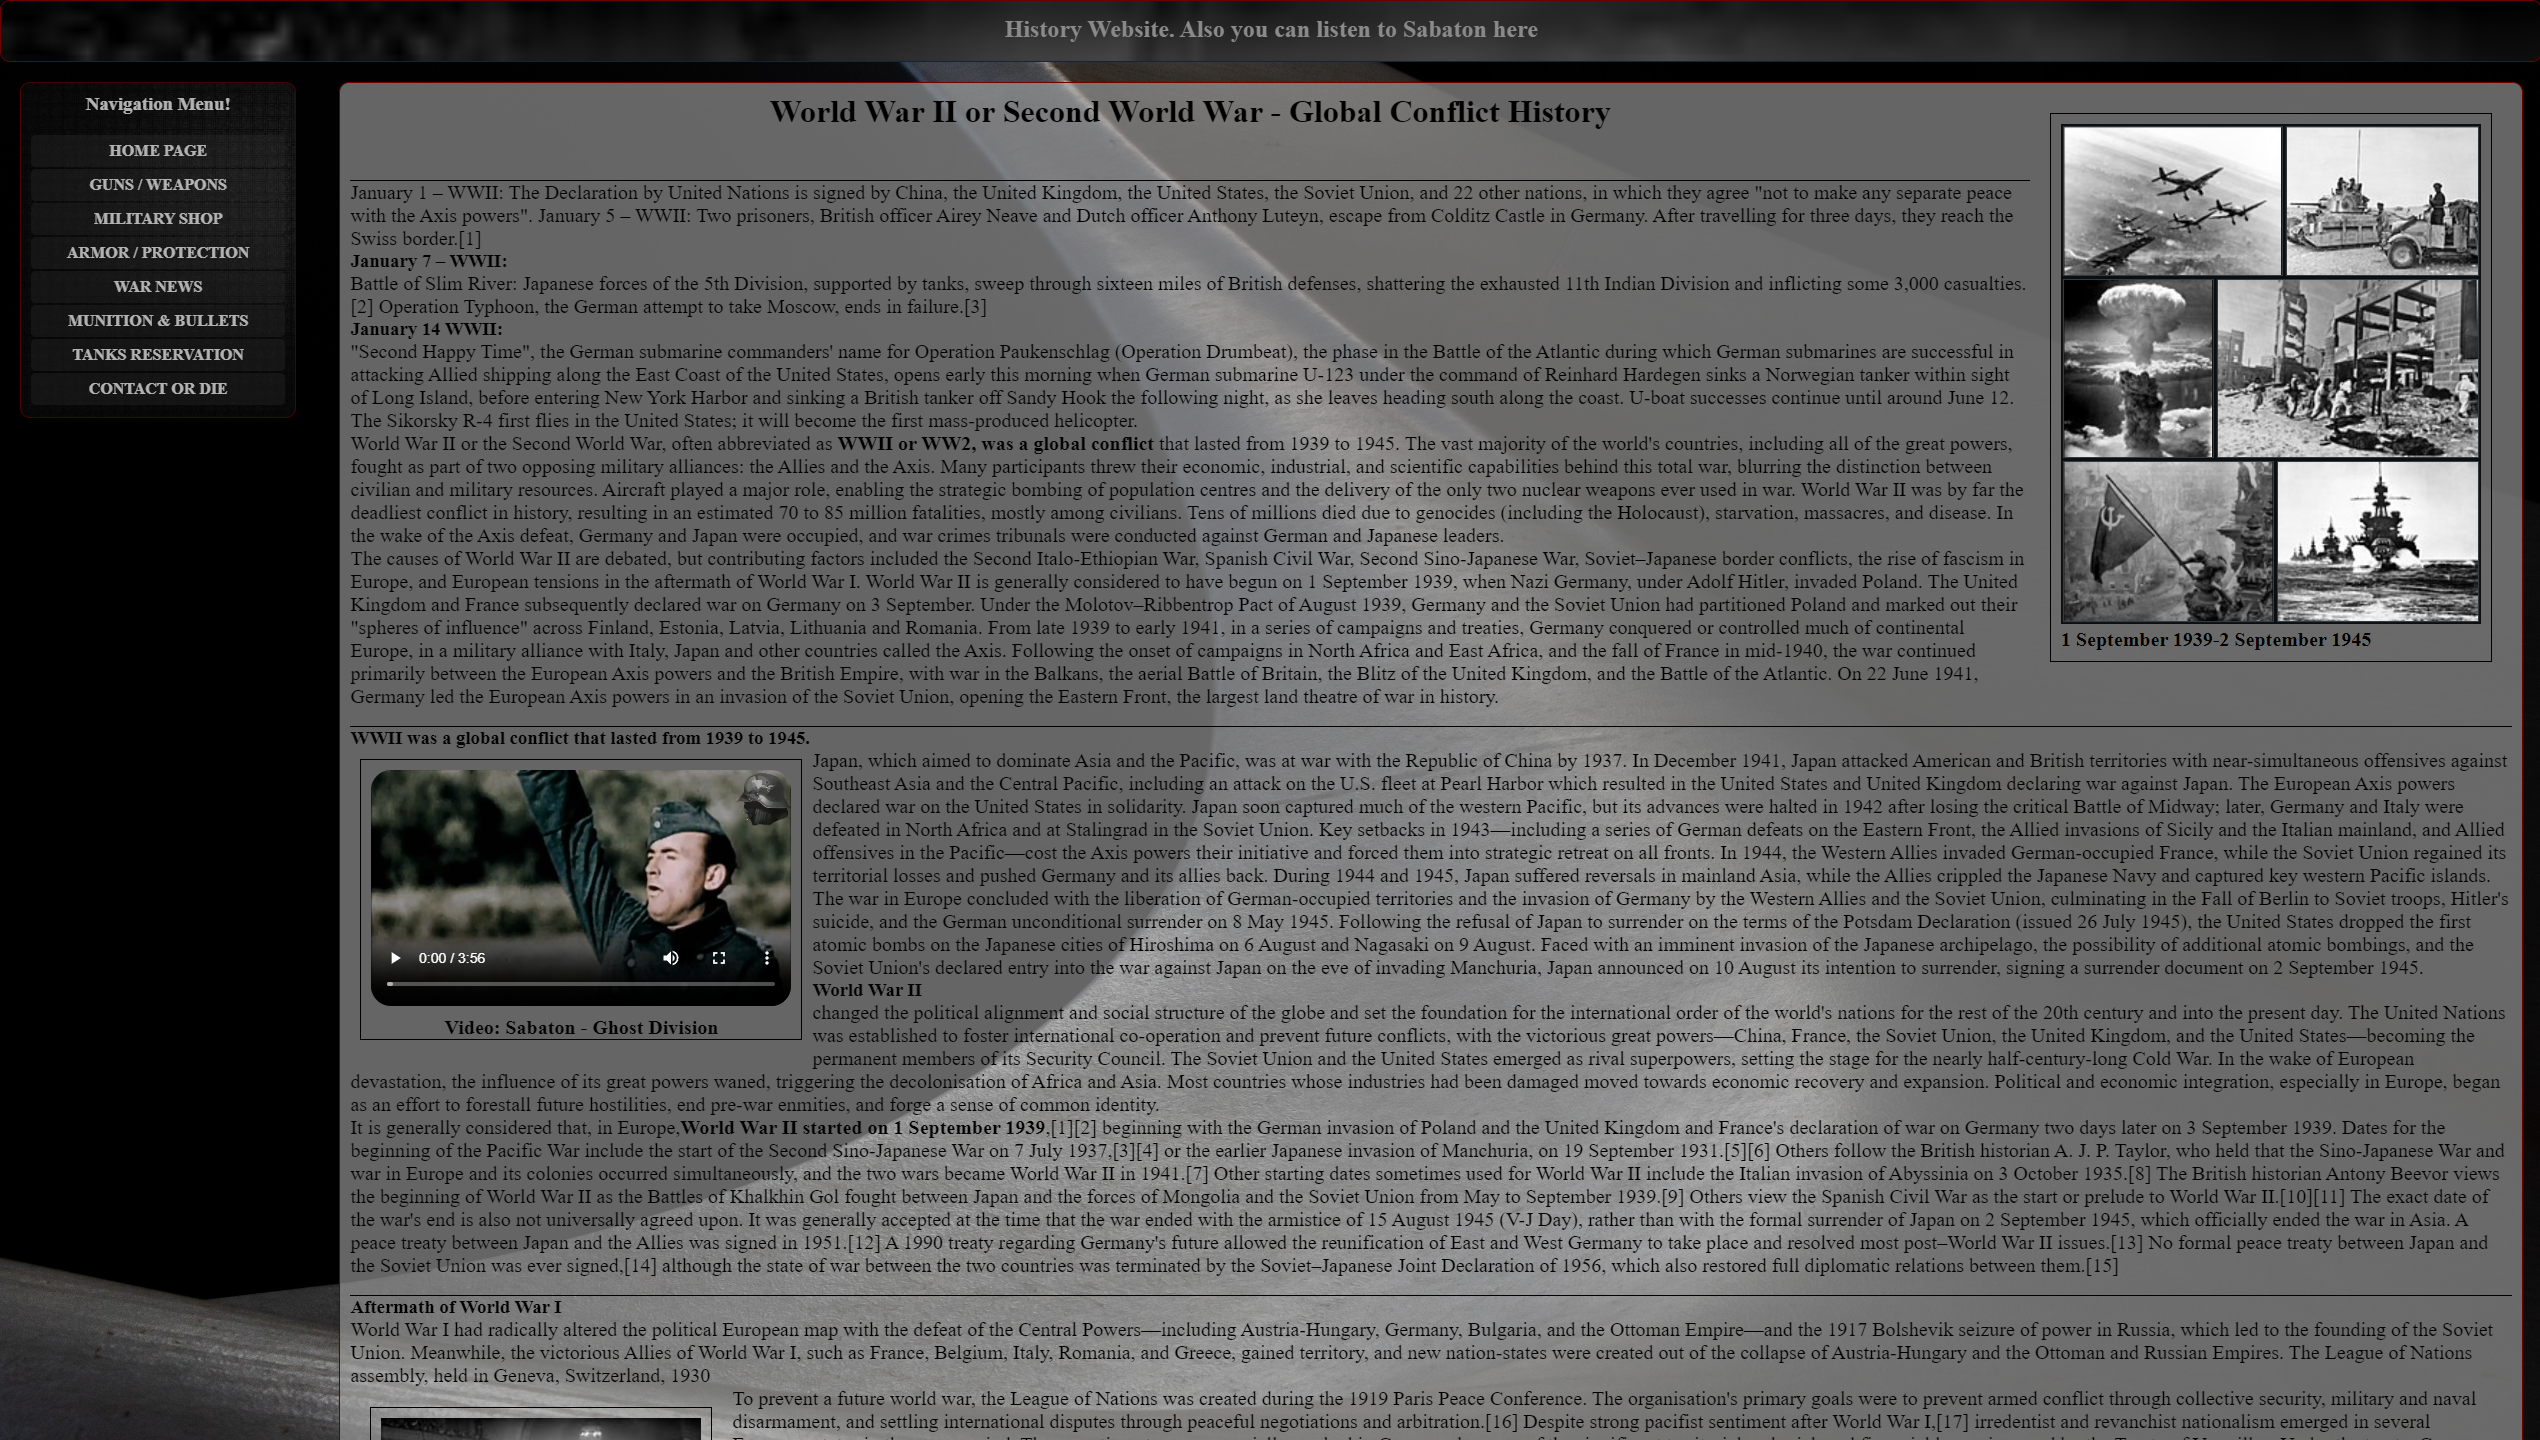 History Website. Also you can listen to Sabaton here
Navigation Menu!
HOME PAGE
GUNS / WEAPONS
MILITARY SHOP
ARMOR / PROTECTION
WAR NEWS
MUNITION & BULLETS
TANKS RESERVATION
CONTACT OR DIE
World War II or Second World War - Global Conflict History
January 1 – WWII: The Declaration by United Nations is signed by China, the United Kingdom, the United States, the Soviet Union, and 22 other nations, in which they agree "not to make any separate peace
with the Axis powers". January 5 – WWII: Two prisoners, British officer Airey Neave and Dutch officer Anthony Luteyn, escape from Colditz Castle in Germany. After travelling for three days, they reach the
Swiss border.[1]
January 7 – WWII:
Battle of Slim River: Japanese forces of the 5th Division, supported by tanks, sweep through sixteen miles of British defenses, shattering the exhausted 11th Indian Division and inflicting some 3,000 casualties.
[2] Operation Typhoon, the German attempt to take Moscow, ends in failure.[3]
January 14 WWII:
"Second Happy Time", the German submarine commanders' name for Operation Paukenschlag (Operation Drumbeat), the phase in the Battle of the Atlantic during which German submarines are successful in
attacking Allied shipping along the East Coast of the United States, opens early this morning when German submarine U-123 under the command of Reinhard Hardegen sinks a Norwegian tanker within sight
of Long Island, before entering New York Harbor and sinking a British tanker off Sandy Hook the following night, as she leaves heading south along the coast. U-boat successes continue until around June 12.
The Sikorsky R-4 first flies in the United States; it will become the first mass-produced helicopter.
World War II or the Second World War, often abbreviated as WWII or WW2, was a global conflict that lasted from 1939 to 1945. The vast majority of the world's countries, including all of the great powers,
fought as part of two opposing military alliances: the Allies and the Axis. Many participants threw their economic, industrial, and scientific capabilities behind this total war, blurring the distinction between
civilian and military resources. Aircraft played a major role, enabling the strategic bombing of population centres and the delivery of the only two nuclear weapons ever used in war. World War II was by far the
deadliest conflict in history, resulting in an estimated 70 to 85 million fatalities, mostly among civilians. Tens of millions died due to genocides (including the Holocaust), starvation, massacres, and disease. In
the wake of the Axis defeat, Germany and Japan were occupied, and war crimes tribunals were conducted against German and Japanese leaders.
The causes of World War II are debated, but contributing factors included the Second Italo-Ethiopian War, Spanish Civil War, Second Sino-Japanese War, Soviet–Japanese border conflicts, the rise of fascism in
Europe, and European tensions in the aftermath of World War I. World War II is generally considered to have begun on 1 September 1939, when Nazi Germany, under Adolf Hitler, invaded Poland. The United
Kingdom and France subsequently declared war on Germany on 3 September. Under the Molotov–Ribbentrop Pact of August 1939, Germany and the Soviet Union had partitioned Poland and marked out their
"spheres of influence" across Finland, Estonia, Latvia, Lithuania and Romania. From late 1939 to early 1941, in a series of campaigns and treaties, Germany conquered or controlled much of continental
Europe, in a military alliance with Italy, Japan and other countries called the Axis. Following the onset of campaigns in North Africa and East Africa, and the fall of France in mid-1940, the war continued
primarily between the European Axis powers and the British Empire, with war in the Balkans, the aerial Battle of Britain, the Blitz of the United Kingdom, and the Battle of the Atlantic. On 22 June 1941,
Germany led the European Axis powers in an invasion of the Soviet Union, opening the Eastern Front, the largest land theatre of war in history.
1 September 1939-2 September 1945
WWII was a global conflict that lasted from 1939 to 1945.
0:00 / 3:56
Video: Sabaton - Ghost Division
Japan, which aimed to dominate Asia and the Pacific, was at war with the Republic of China by 1937. In December 1941, Japan attacked American and British territories with near-simultaneous offensives against
Southeast Asia and the Central Pacific, including an attack on the U.S. fleet at Pearl Harbor which resulted in the United States and United Kingdom declaring war against Japan. The European Axis powers
declared war on the United States in solidarity. Japan soon captured much of the western Pacific, but its advances were halted in 1942 after losing the critical Battle of Midway; later, Germany and Italy were
defeated in North Africa and at Stalingrad in the Soviet Union. Key setbacks in 1943—including a series of German defeats on the Eastern Front, the Allied invasions of Sicily and the Italian mainland, and Allied
offensives in the Pacific—cost the Axis powers their initiative and forced them into strategic retreat on all fronts. In 1944, the Western Allies invaded German-occupied France, while the Soviet Union regained its
territorial losses and pushed Germany and its allies back. During 1944 and 1945, Japan suffered reversals in mainland Asia, while the Allies crippled the Japanese Navy and captured key western Pacific islands.
The war in Europe concluded with the liberation of German-occupied territories and the invasion of Germany by the Western Allies and the Soviet Union, culminating in the Fall of Berlin to Soviet troops, Hitler's
suicide, and the German unconditional surrender on 8 May 1945. Following the refusal of Japan to surrender on the terms of the Potsdam Declaration (issued 26 July 1945), the United States dropped the first
atomic bombs on the Japanese cities of Hiroshima on 6 August and Nagasaki on 9 August. Faced with an imminent invasion of the Japanese archipelago, the possibility of additional atomic bombings, and the
Soviet Union's declared entry into the war against Japan on the eve of invading Manchuria, Japan announced on 10 August its intention to surrender, signing a surrender document on 2 September 1945.
World War II
changed the political alignment and social structure of the globe and set the foundation for the international order of the world's nations for the rest of the 20th century and into the present day. The United Nations
was established to foster international co-operation and prevent future conflicts, with the victorious great powers—China, France, the Soviet Union, the United Kingdom, and the United States—becoming the
permanent members of its Security Council. The Soviet Union and the United States emerged as rival superpowers, setting the stage for the nearly half-century-long Cold War. In the wake of European
devastation, the influence of its great powers waned, triggering the decolonisation of Africa and Asia. Most countries whose industries had been damaged moved towards economic recovery and expansion. Political and economic integration, especially in Europe, began
as an effort to forestall future hostilities, end pre-war enmities, and forge a sense of common identity.
It is generally considered that, in Europe,World War II started on 1 September 1939,[1][2] beginning with the German invasion of Poland and the United Kingdom and France's declaration of war on Germany two days later on 3 September 1939. Dates for the
beginning of the Pacific War include the start of the Second Sino-Japanese War on 7 July 1937,[3][4] or the earlier Japanese invasion of Manchuria, on 19 September 1931.[5][6] Others follow the British historian A. J. P. Taylor, who held that the Sino-Japanese War and
war in Europe and its colonies occurred simultaneously, and the two wars became World War II in 1941.[7] Other starting dates sometimes used for World War II include the Italian invasion of Abyssinia on 3 October 1935.[8] The British historian Antony Beevor views
the beginning of World War II as the Battles of Khalkhin Gol fought between Japan and the forces of Mongolia and the Soviet Union from May to September 1939.[9] Others view the Spanish Civil War as the start or prelude to World War II.[10][11] The exact date of
the war's end is also not universally agreed upon. It was generally accepted at the time that the war ended with the armistice of 15 August 1945 (V-J Day), rather than with the formal surrender of Japan on 2 September 1945, which officially ended the war in Asia. A
peace treaty between Japan and the Allies was signed in 1951.[12] A 1990 treaty regarding Germany's future allowed the reunification of East and West Germany to take place and resolved most post–World War II issues.[13] No formal peace treaty between Japan and
the Soviet Union was ever signed,[14] although the state of war between the two countries was terminated by the Soviet–Japanese Joint Declaration of 1956, which also restored full diplomatic relations between them.[15]
Aftermath of World War I
World War I had radically altered the political European map with the defeat of the Central Powers—including Austria-Hungary, Germany, Bulgaria, and the Ottoman Empire—and the 1917 Bolshevik seizure of power in Russia, which led to the founding of the Soviet
Union. Meanwhile, the victorious Allies of World War I, such as France, Belgium, Italy, Romania, and Greece, gained territory, and new nation-states were created out of the collapse of Austria-Hungary and the Ottoman and Russian Empires. The League of Nations
assembly, held in Geneva, Switzerland, 1930
To prevent a future world war, the League of Nations was created during the 1919 Paris Peace Conference. The organisation's primary goals were to prevent armed conflict through collective security, military and naval
disarmament, and settling international disputes through peaceful negotiations and arbitration.[16] Despite strong pacifist sentiment after World War I,[17] irredentist and revanchist nationalism emerged in several